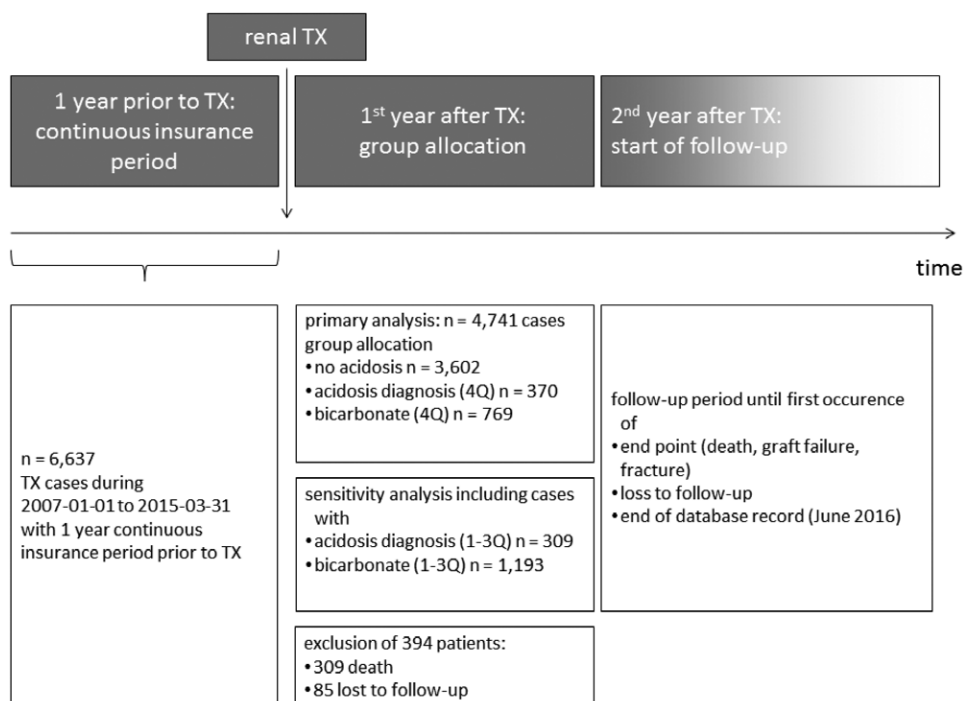 renal TX
1 year prior to TX:
continuous insurance
period
1st year after TX:
group allocation
2nd year after TX:
start of follow-up
time
n = 6,637
TX cases during
2007-01-01 to 2015-03-31
with 1 year continuous
insurance period prior to TX
primary analysis: n = 4,741 cases
group allocation
•no acidosis n = 3,602
•acidosis diagnosis (4Q) n = 370
•bicarbonate (4Q) n = 769
sensitivity analysis including cases
with
•acidosis diagnosis (1-3Q) n = 309
•bicarbonate (1-3Q) n = 1,193
exclusion of 394 patients:
•309 death
•85 lost to follow-up
follow-up period until first occurence
of
•end point (death, graft failure,
fracture)
•loss to follow-up
•end of database record (June 2016)